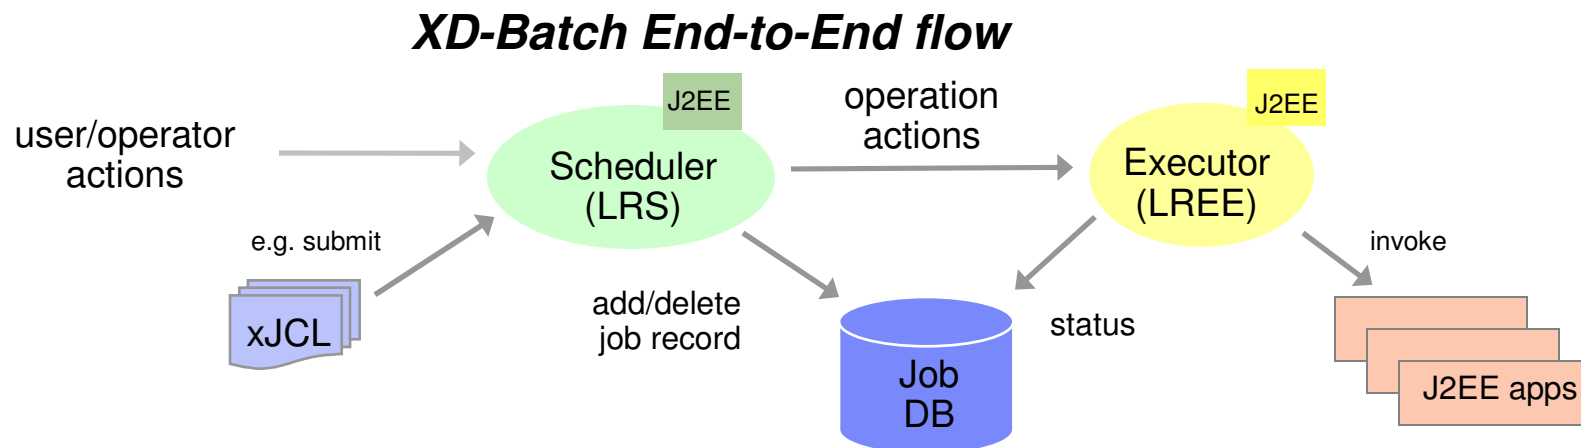 XD-Batch End-to-End flow
user/operator
actions
J2EE
Scheduler
(LRS)
operation
actions
J2EE
Executor
(LREE)
e.g. submit
xJCL
add/delete
job record
Job
DB
status
invoke
J2EE apps